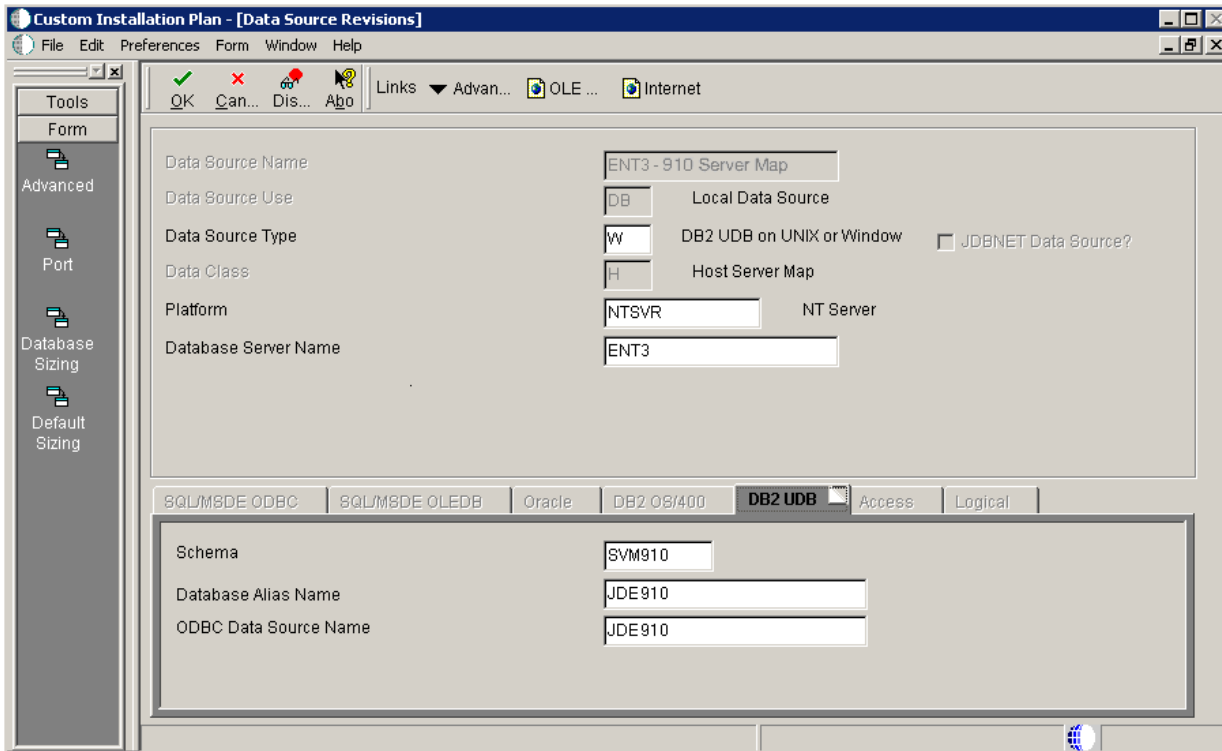 Custom Installation Plan - [Data Source Revisions]
File Edit Preferences Form Window Help
Tools
Form
Advanced
Port
Database
Sizing
Default
Sizing
OK Can... Dis... Abo Links Advan... OLE ... Internet
Data Source Name ENT3 - 910 Server Map
Data Source Use DB Local Data Source
Data Source Type W DB2 UDB on UNIX or Window JDBNET Data Source?
Data Class H Host Server Map
Platform NTSVR NT Server
Database Server Name ENT3
SQL/MSDE ODBC SQL/MSDE OLEDB Oracle DB2 OS/400 DB2 UDB Access Logical
Schema SVM910
Database Alias Name JDE910
ODBC Data Source Name JDE910